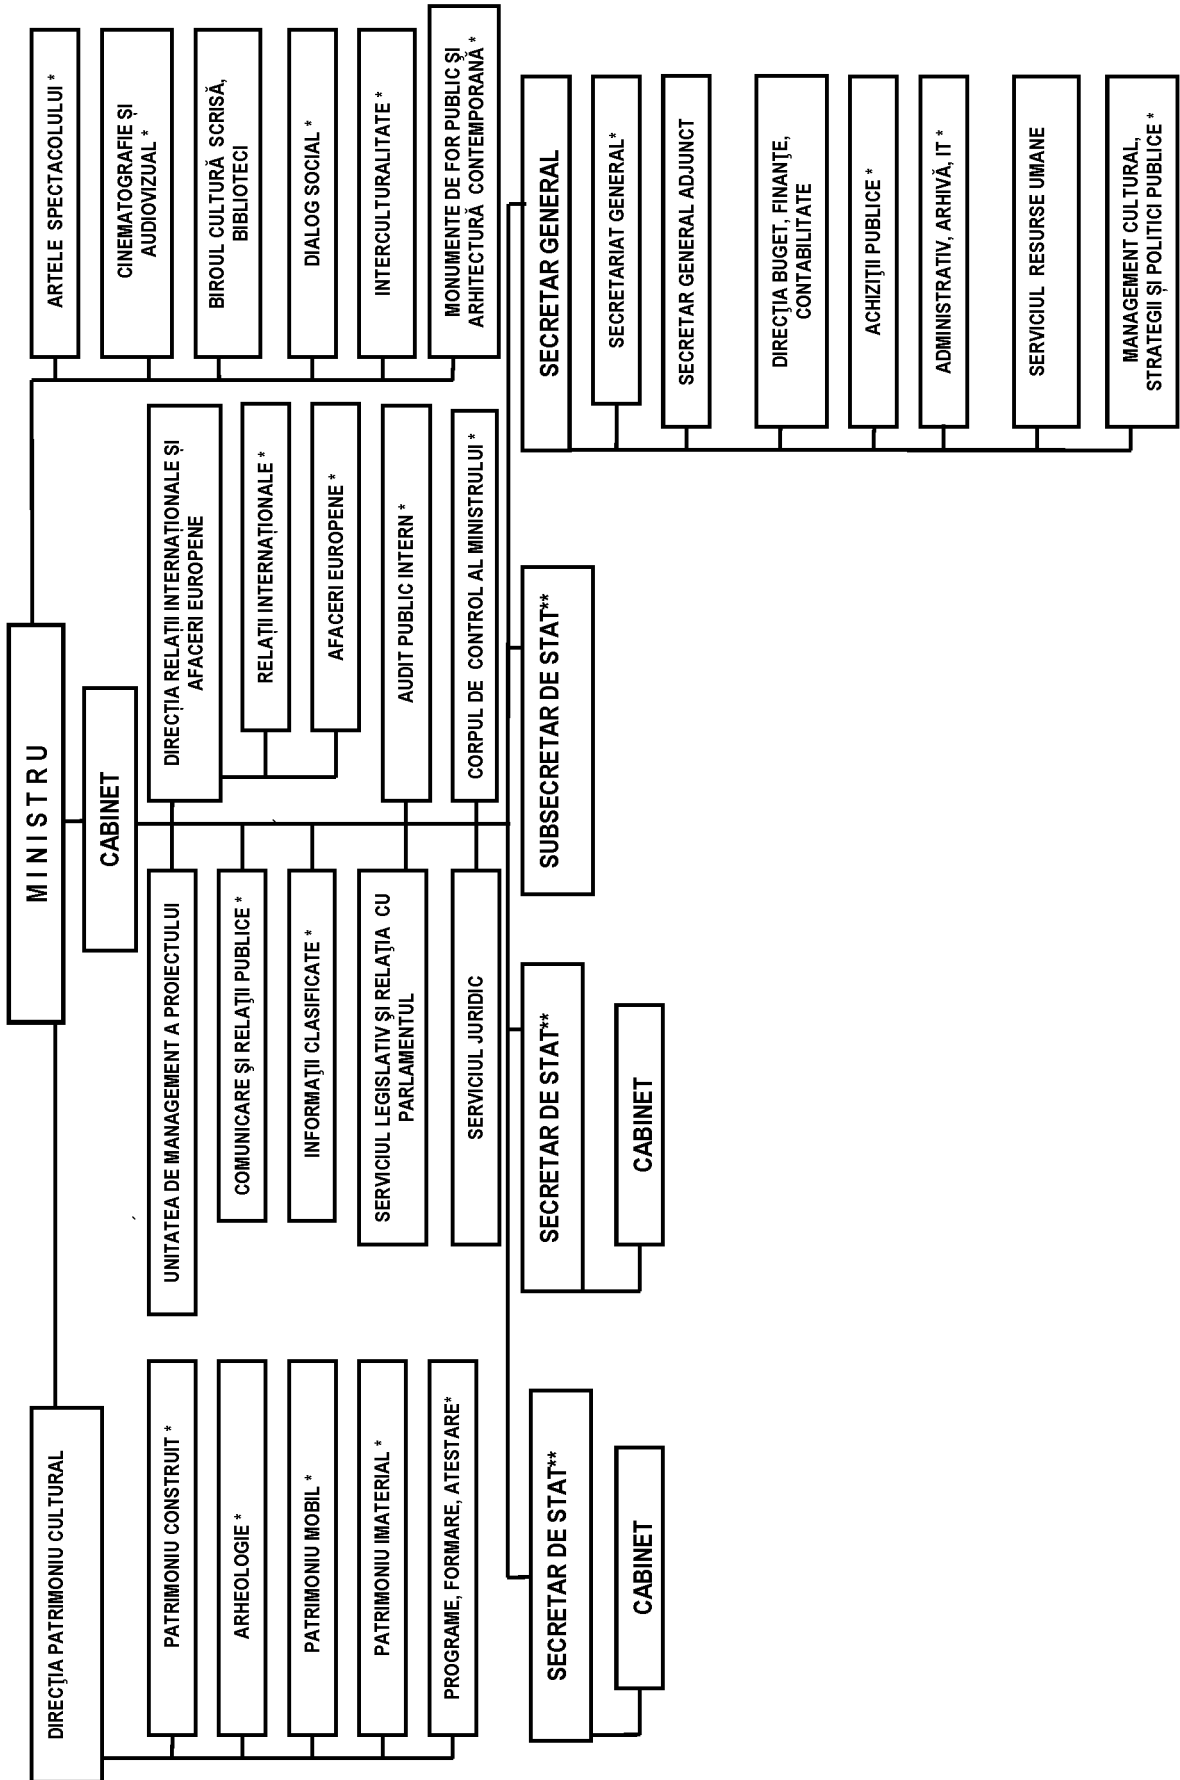 MINISTRU
CABINET
DIRECŢIA PATRIMONIU CULTURAL
PATRIMONIU CONSTRUIT *
ARHEOLOGIE *
PATRIMONIU MOBIL *
PATRIMONIU IMATERIAL *
PROGRAME, FORMARE, ATESTARE*
UNITATEA DE MANAGEMENT A PROIECTULUI
COMUNICARE ŞI RELAŢII PUBLICE *
INFORMAŢII CLASIFICATE *
SERVICIUL LEGISLATIV ŞI RELAŢIA CU
PARLAMENTUL
SERVICIUL JURIDIC
DIRECȚIA RELAȚII INTERNAȚIONALE ȘI
AFACERI EUROPENE
RELAȚII INTERNAȚIONALE *
AFACERI EUROPENE *
AUDIT PUBLIC INTERN *
CORPUL DE CONTROL AL MINISTRULUI *
ARTELE SPECTACOLULUI *
CINEMATOGRAFIE ȘI
AUDIOVIZUAL *
BIROUL CULTURĂ SCRISĂ,
BIBLIOTECI
DIALOG SOCIAL *
INTERCULTURALITATE *
MONUMENTE DE FOR PUBLIC ŞI
ARHITECTURĂ CONTEMPORANĂ *
SECRETAR DE STAT**
CABINET
SECRETAR DE STAT**
CABINET
SUBSECRETAR DE STAT**
SECRETAR GENERAL
SECRETARIAT GENERAL*
SECRETAR GENERAL ADJUNCT
DIRECŢIA BUGET, FINANŢE,
CONTABILITATE
ACHIZIŢII PUBLICE *
ADMINISTRATIV, ARHIVĂ, IT *
SERVICIUL RESURSE UMANE
MANAGEMENT CULTURAL,
STRATEGII ȘI POLITICI PUBLICE *